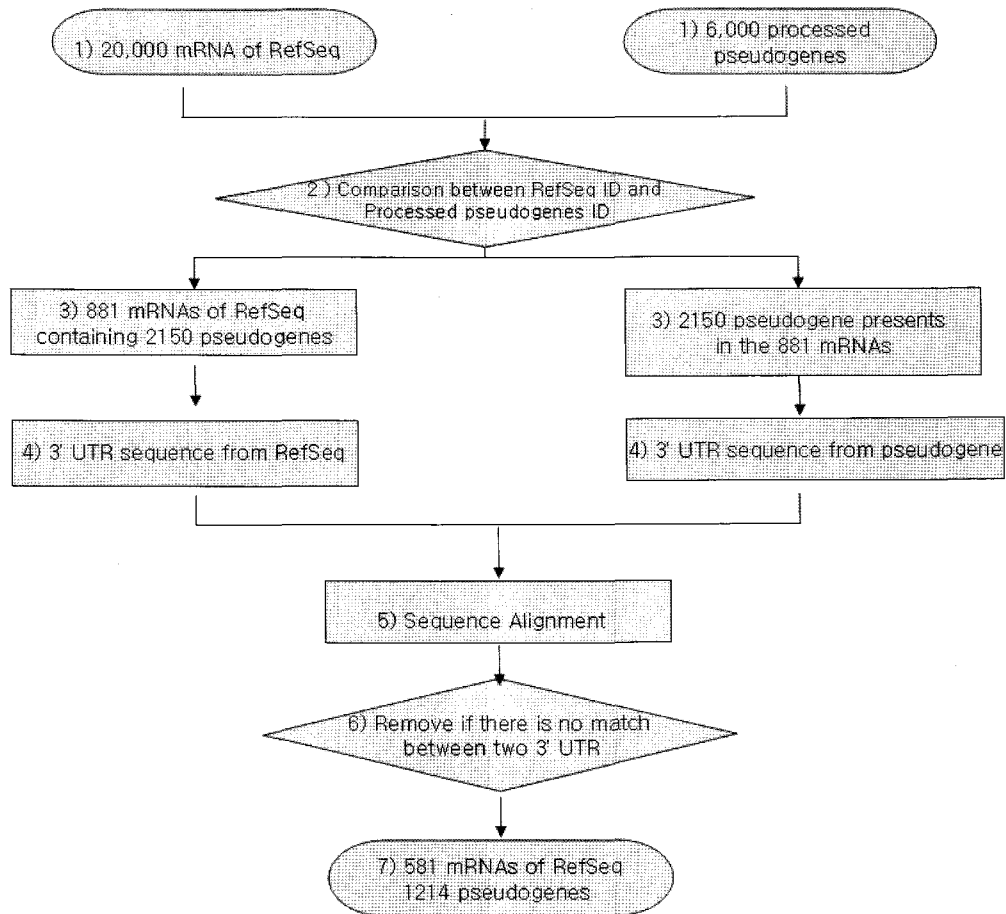 1) 20,000 mRNA of RefSeq
1) 6,000 processed
pseudogenes
2 ) Comparison between RefSeq ID and
Processed pseudogenes ID
3) 881 mRNAs of RefSeq
containing 2150 pseudogenes
3) 2150 pseudogene presents
in the 881 mRNAs
4) 3' UTR sequence from RefSeq
4) 3' UTR sequence from pseudogene
5) Sequence Alignment
6) Remove if there is no match
between two 3' UTR
7) 581 mRNAs of RefSeq
1214 pseudogenes